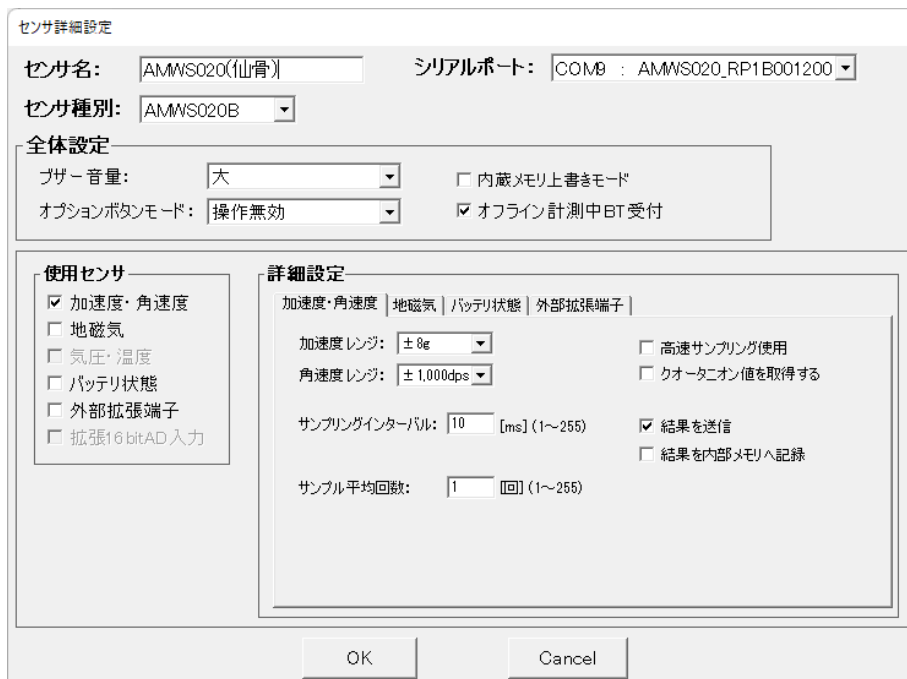 センサ詳細設定
センサ名: AMWS020(仙骨) シリアルポート: COM9 : AMWS020_RP1B001200
センサ種別: AMWS020B
全体設定
ブザー音量: 大 内蔵メモリ上書きモード
オプションボタンモード: 操作無効 オフライン計測中BT受付
使用センサ
加速度・角速度
地磁気
気圧・温度
バッテリ状態
外部拡張端子
拡張16bitAD入力
詳細設定
加速度・角速度 地磁気 バッテリ状態 外部拡張端子
加速度レンジ: ±8g 高速サンプリング使用
角速度レンジ: ±1,000dps クオータニオン値を取得する
サンプリングインターバル: 10 [ms] (1～255) 結果を送信
結果を内部メモリへ記録
サンプル平均回数: 1 [回] (1～255)
OK Cancel